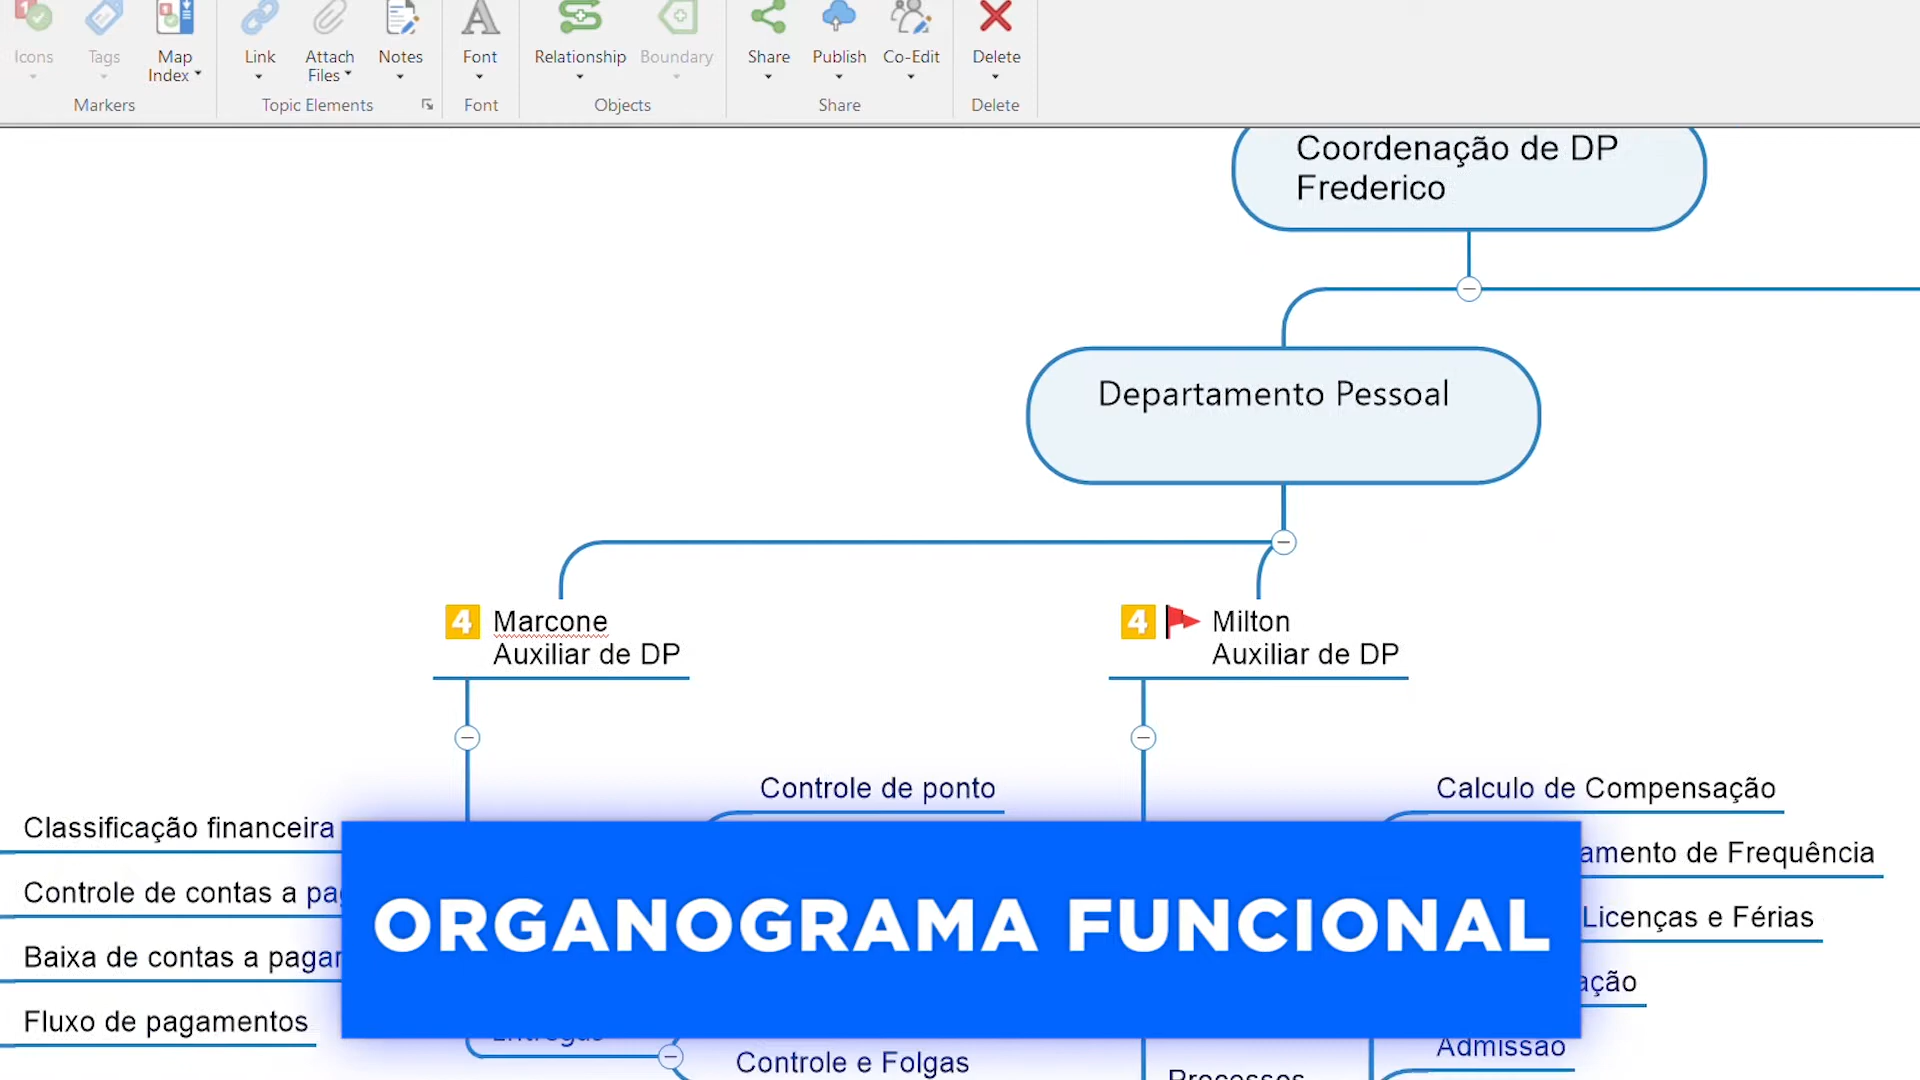 Icons
Tags
Map
Index
Link
Attach
Files
Notes
Font
Relationship
Boundary
Share
Publish
Co-Edit
Delete
Markers
Topic Elements
Font
Objects
Share
Delete
Coordenação de DP
Frederico
Departamento Pessoal
4 Marcone
Auxiliar de DP
4 Milton
Auxiliar de DP
Controle de ponto
Calculo de Compensação
Classificação financeira
amento de Frequência
Controle de contas a pag
ORGANOGRAMA FUNCIONAL
Licenças e Férias
Baixa de contas a pagar
ação
Fluxo de pagamentos
Entregas
Controle e Folgas
Admissão
Processos